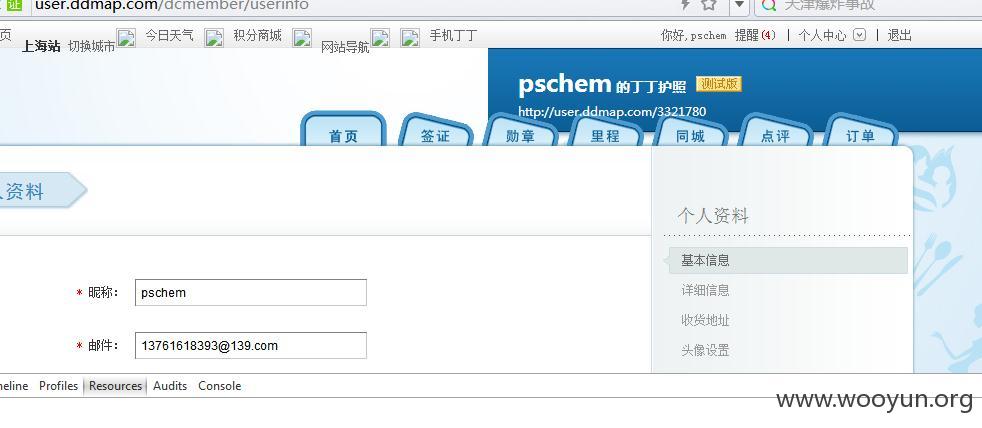 证 user.ddmap.com/dcmember/userinfo 天津爆炸事故
页 上海站 切换城市 今日天气 积分商城 网站导航 手机丁丁 你好,pschem 提醒(4) | 个人中心 | 退出
pschem 的丁丁护照 测试版
http://user.ddmap.com/3321780
首页 签证 勋章 里程 同城 点评 订单
人资料
个人资料
基本信息
* 昵称： pschem
详细信息
收货地址
* 邮件： 13761618393@139.com
头像设置
neline Profiles Resources Audits Console
www.wooyun.org